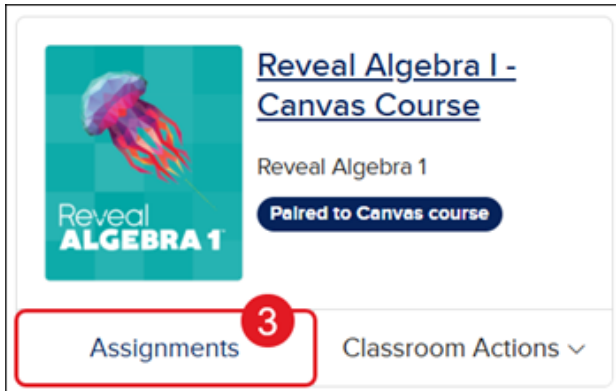 Reveal Algebra I -
Canvas Course
Reveal Algebra 1
Paired to Canvas course
Reveal
ALGEBRA 1
3
Assignments
Classroom Actions